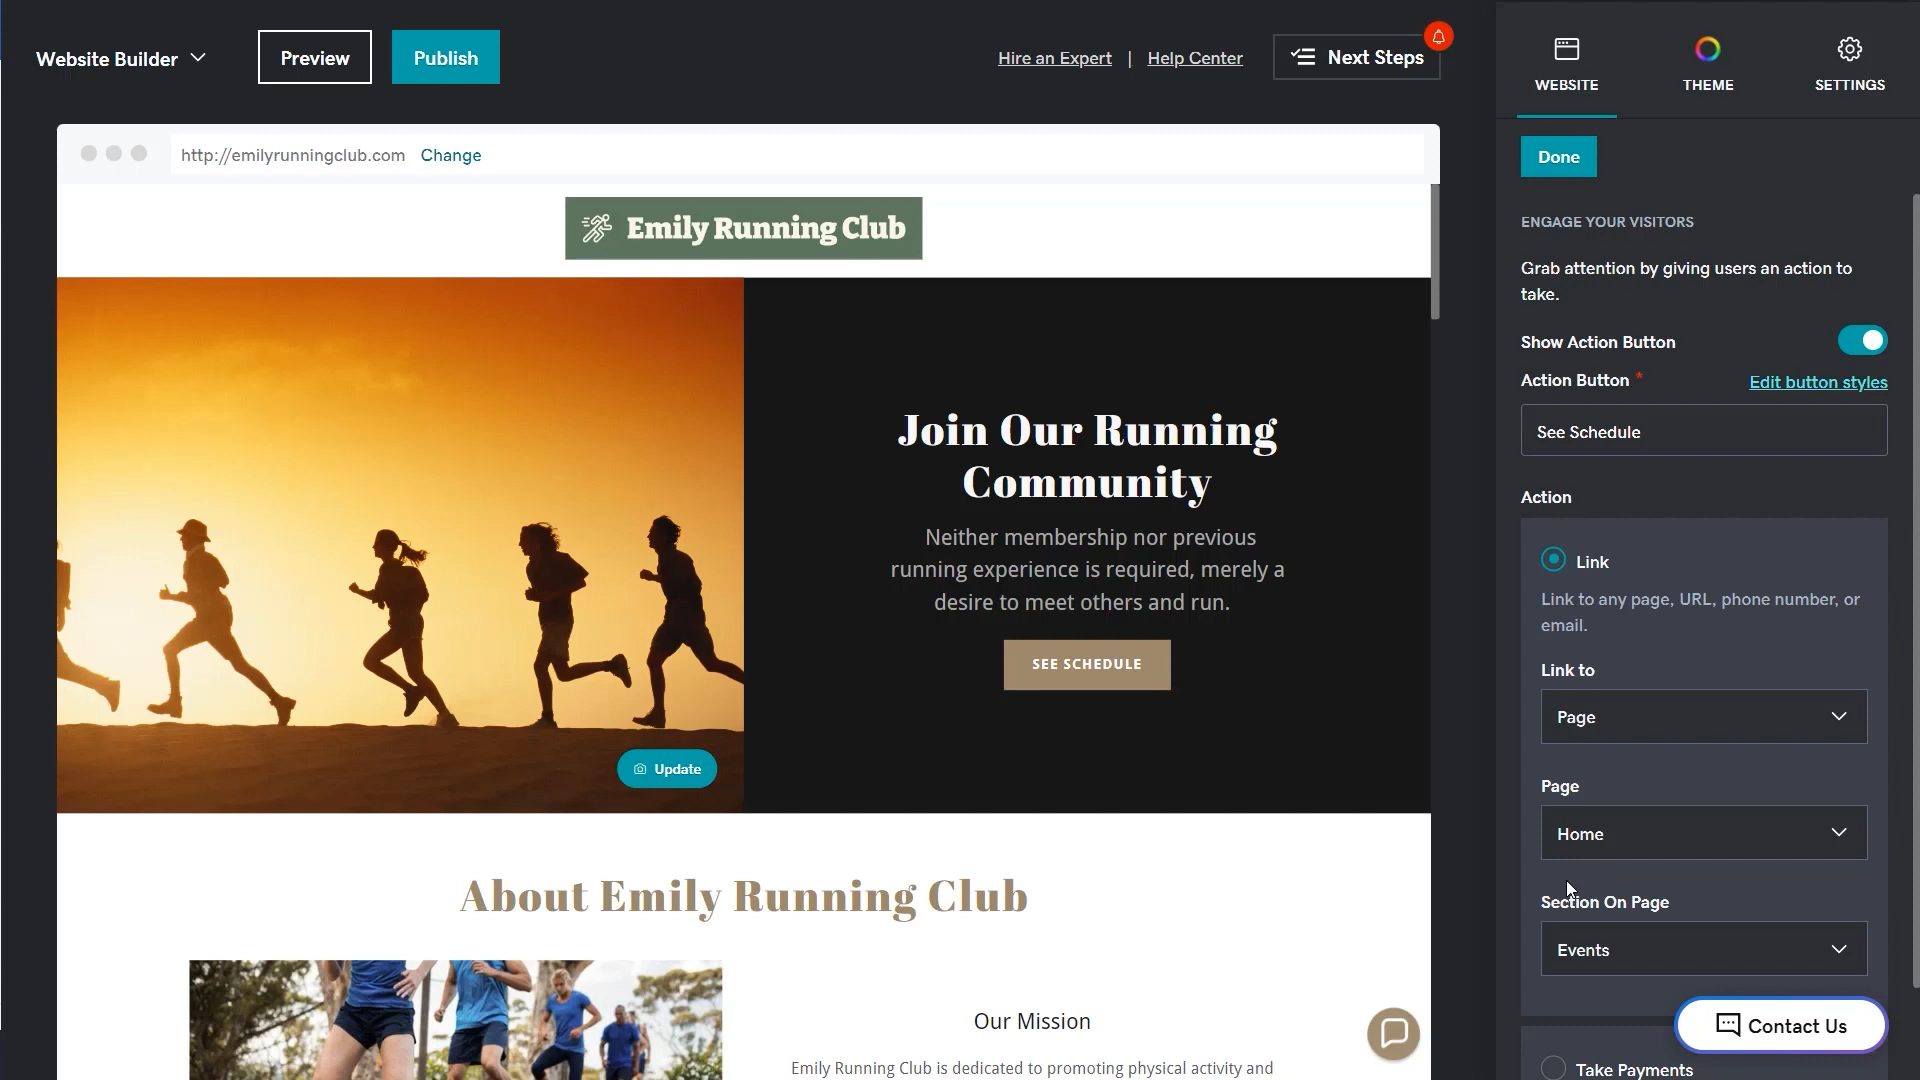 Website Builder
Preview
Publish
Hire an Expert | Help Center
Next Steps
WEBSITE
THEME
SETTINGS
http://emilyrunningclub.com Change
Emily Running Club
Join Our Running
Community
Neither membership nor previous
running experience is required, merely a
desire to meet others and run.
SEE SCHEDULE
Update
About Emily Running Club
Our Mission
Emily Running Club is dedicated to promoting physical activity and
Done
ENGAGE YOUR VISITORS
Grab attention by giving users an action to
take.
Show Action Button
Action Button *
Edit button styles
See Schedule
Action
Link
Link to any page, URL, phone number, or
email.
Link to
Page
Page
Home
Section On Page
Events
Contact Us
Take Payments